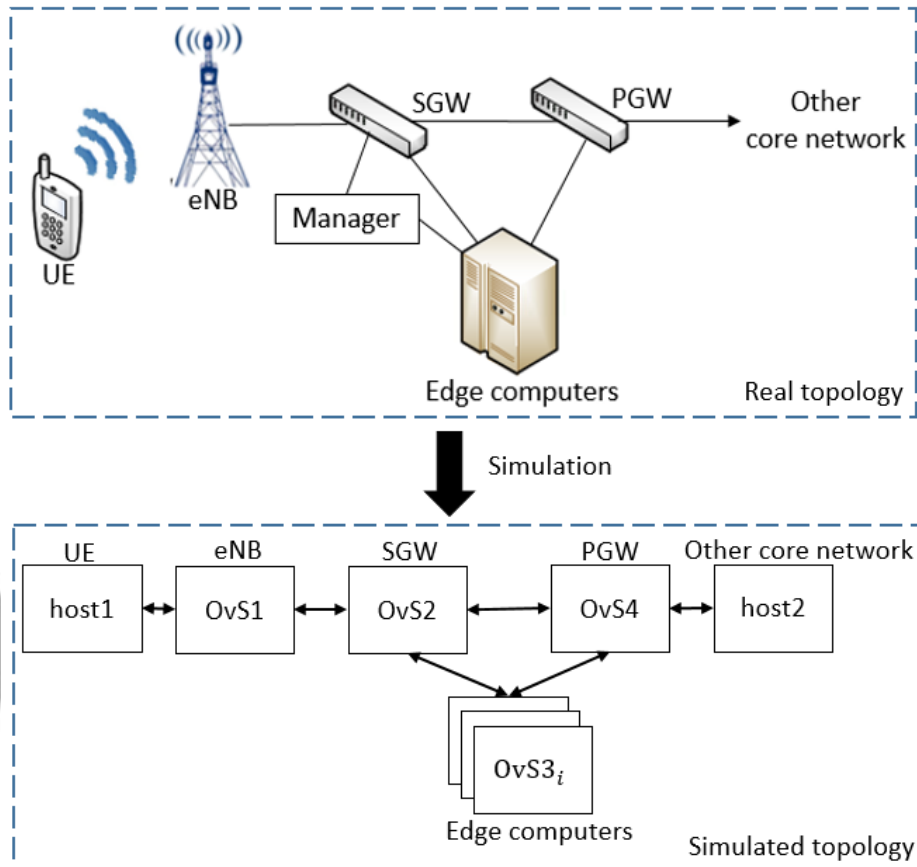 SGW
PGW
Other
core network
eNB
Manager
UE
Edge computers
Real topology
Simulation
UE
eNB
SGW
PGW
Other core network
host1
OvS1
OvS2
OvS4
host2
OvS3ᵢ
Edge computers
Simulated topology